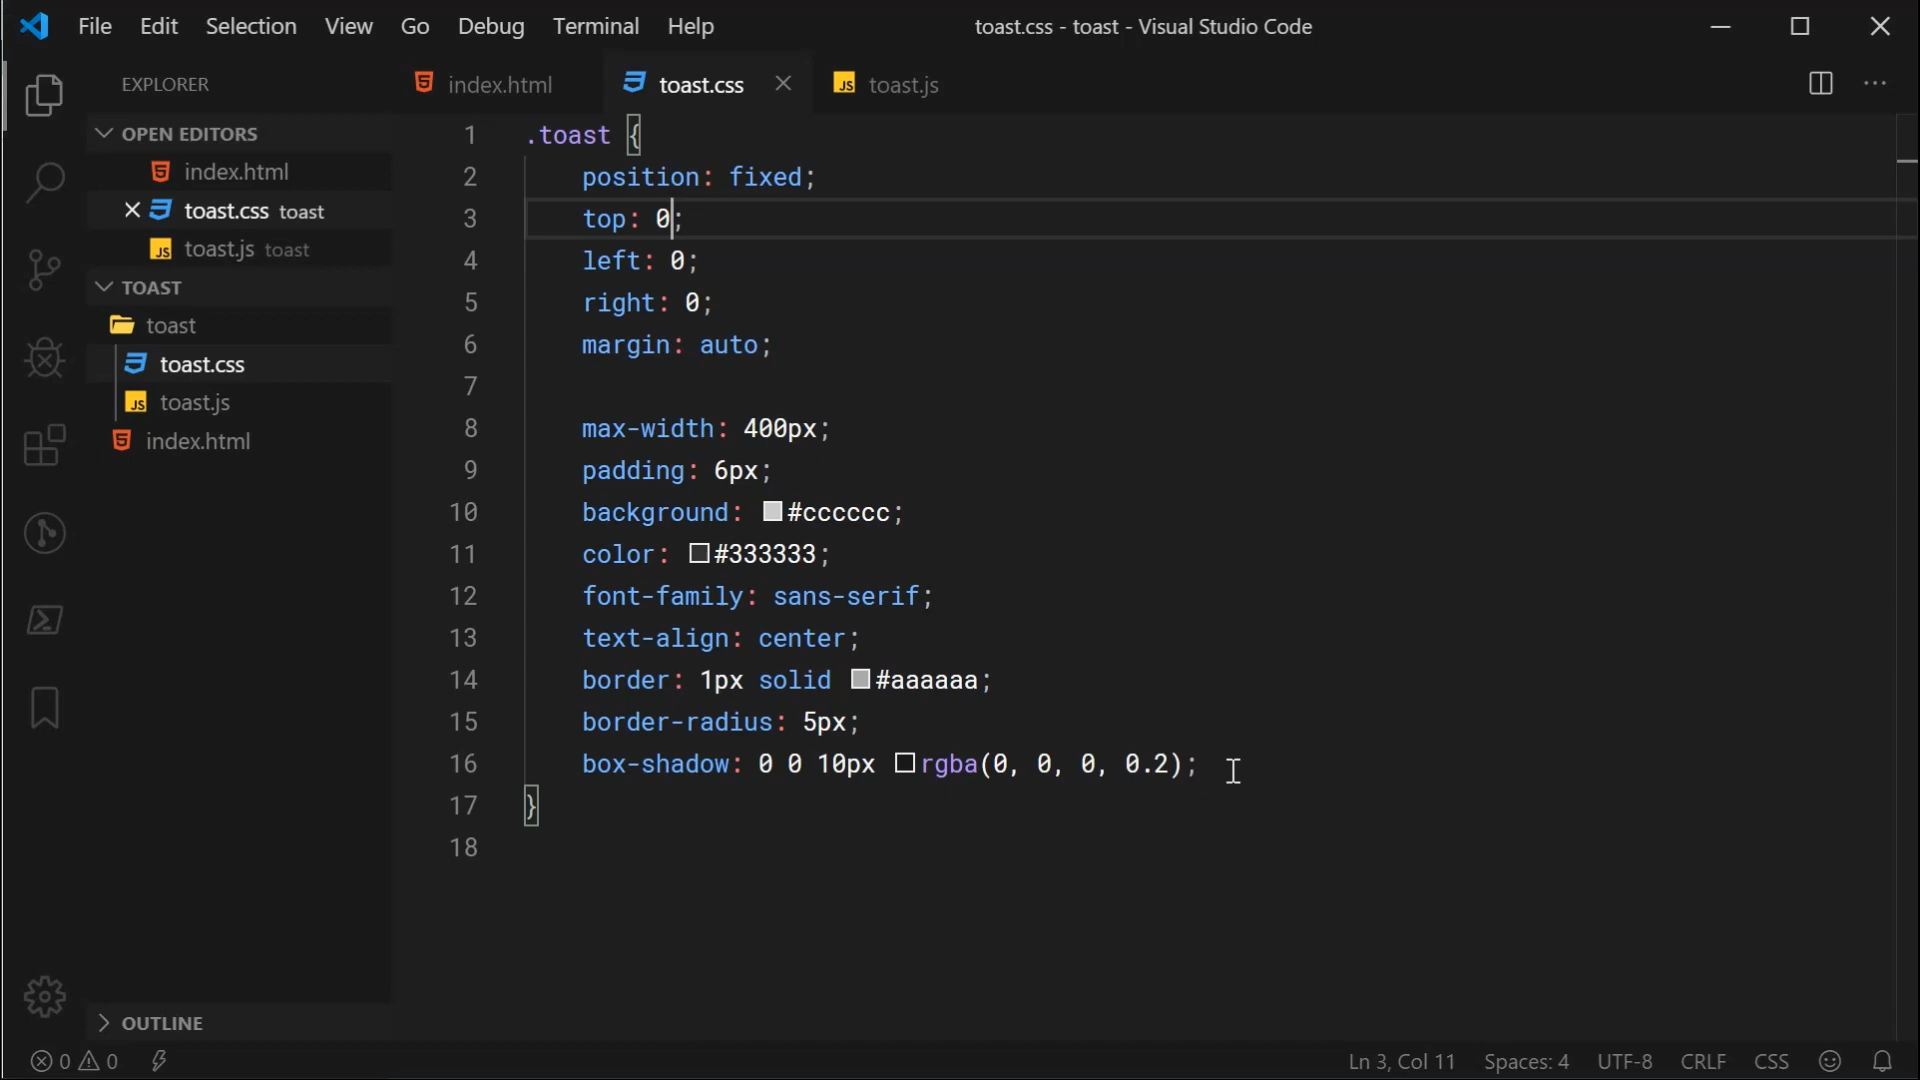 File Edit Selection View Go Debug Terminal Help toast.css - toast - Visual Studio Code
EXPLORER
OPEN EDITORS
index.html
toast.css toast
toast.js toast
TOAST
toast
toast.css
toast.js
index.html
OUTLINE
index.html toast.css toast.js
1 .toast {
2 position: fixed;
3 top: 0;
4 left: 0;
5 right: 0;
6 margin: auto;
7
8 max-width: 400px;
9 padding: 6px;
10 background: #cccccc;
11 color: #333333;
12 font-family: sans-serif;
13 text-align: center;
14 border: 1px solid #aaaaaa;
15 border-radius: 5px;
16 box-shadow: 0 0 10px rgba(0, 0, 0, 0.2);
17 }
18
0 0 Ln 3, Col 11 Spaces: 4 UTF-8 CRLF CSS